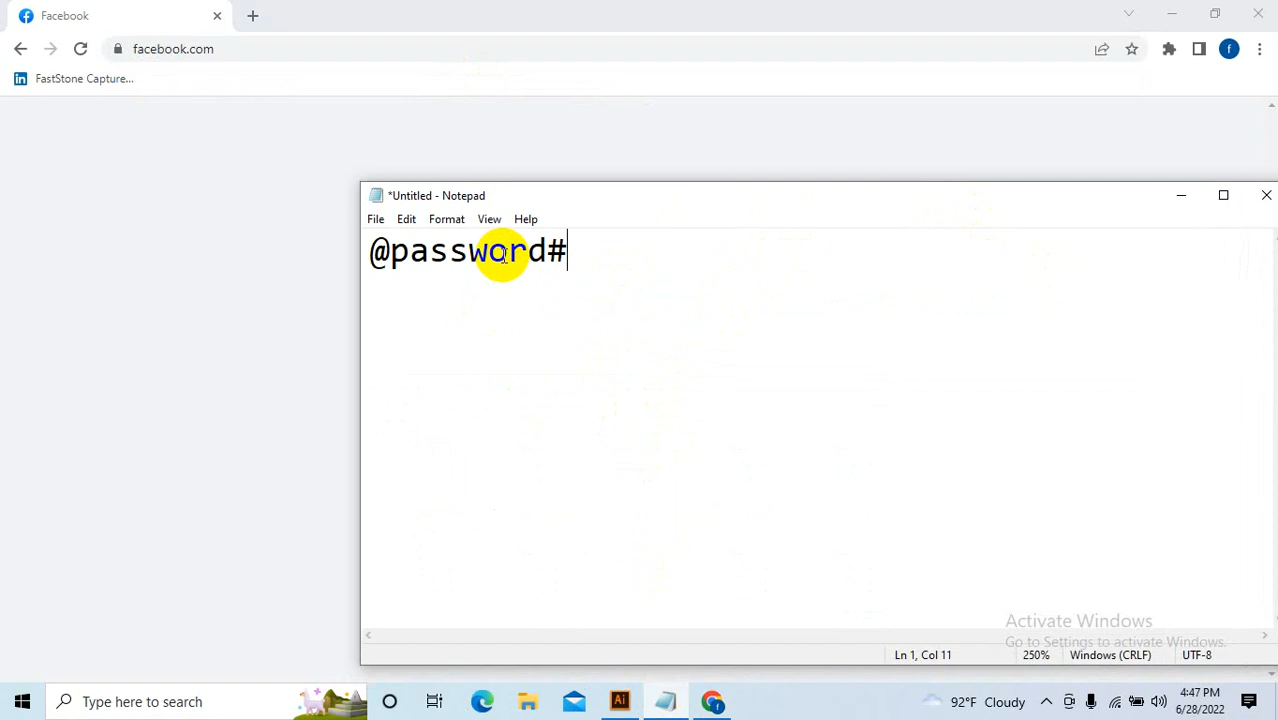 Facebook
facebook.com
f
FastStone Capture...
*Untitled - Notepad
File Edit Format View Help
@password#
Activate Windows
Go to Settings to activate Windows.
Ln 1, Col 11 250% Windows (CRLF) UTF-8
Type here to search
Ai
f
92°F Cloudy
4:47 PM
6/28/2022